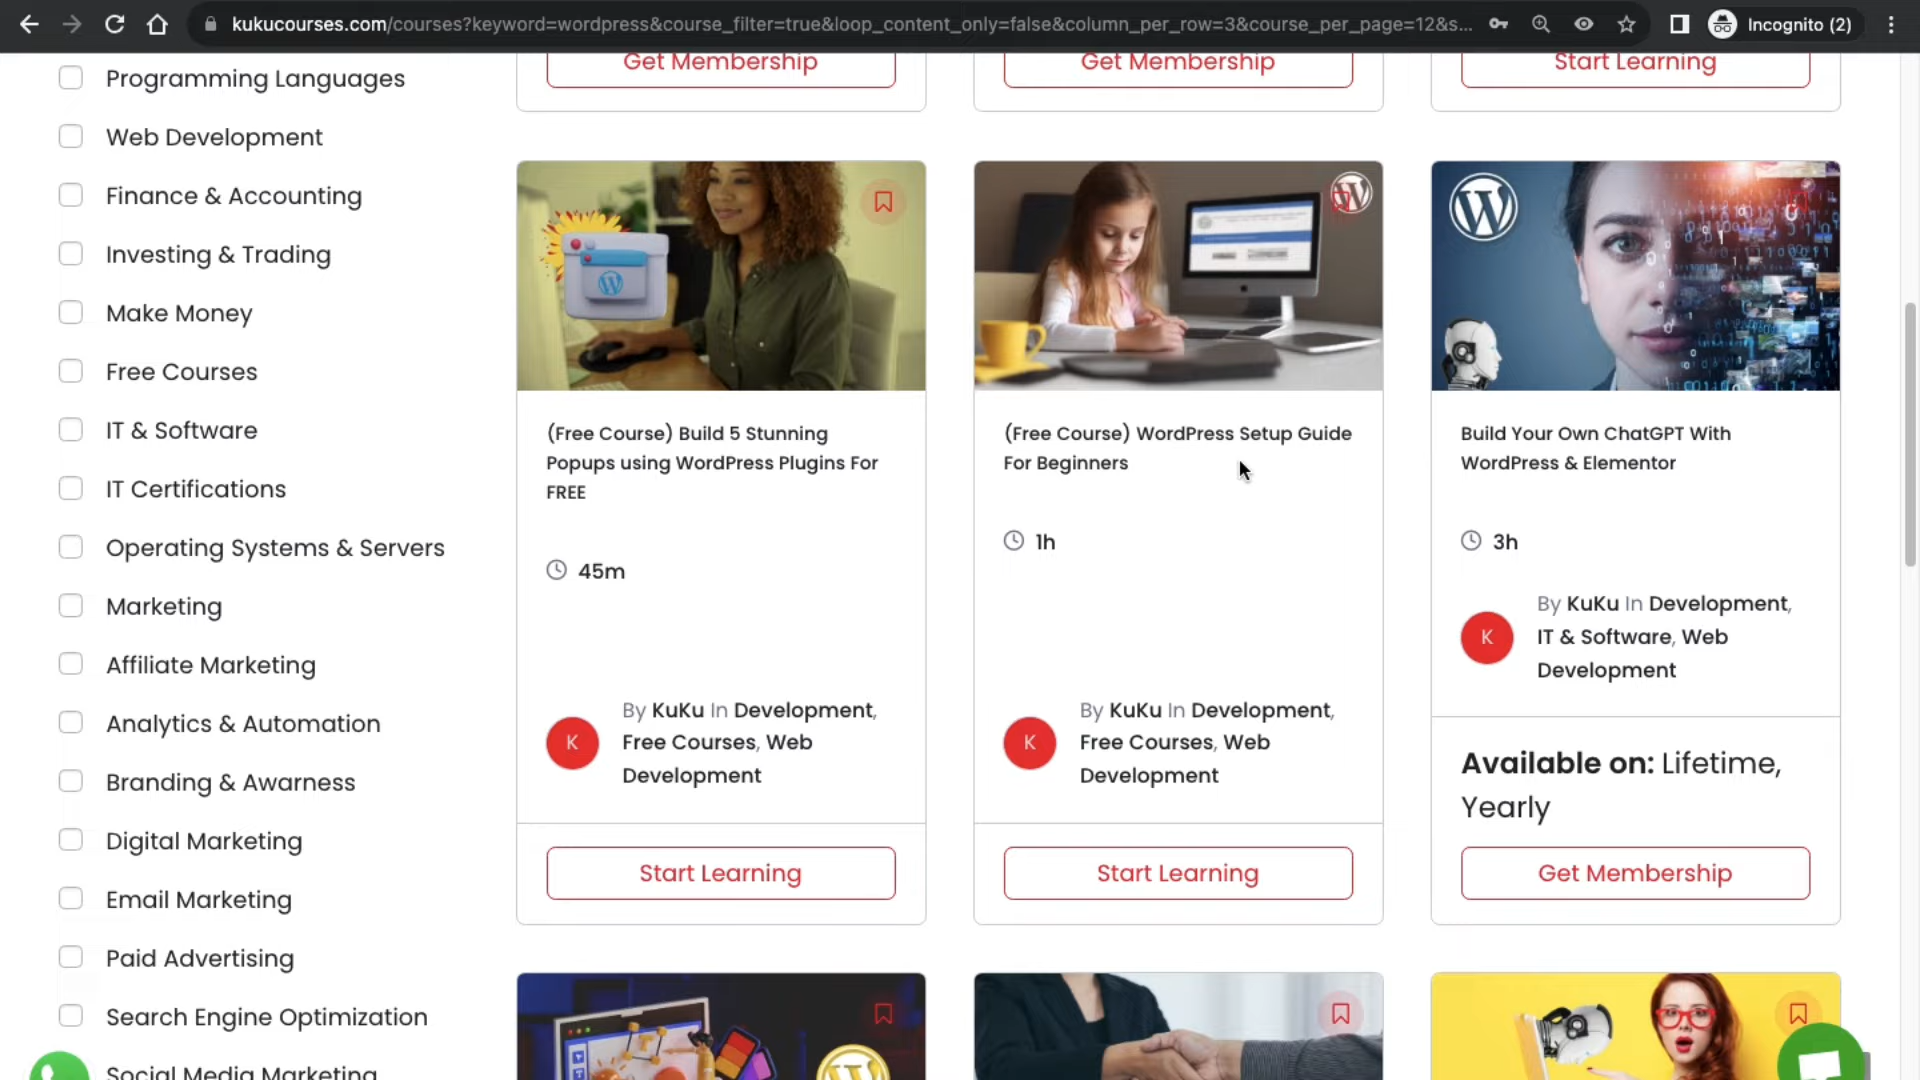 kukucourses.com/courses?keyword=wordpress&course_filter=true&loop_content_only=false&column_per_row=3&course_per_page=12&s...
Incognito (2)
Programming Languages
Web Development
Finance & Accounting
Investing & Trading
Make Money
Free Courses
IT & Software
IT Certifications
Operating Systems & Servers
Marketing
Affiliate Marketing
Analytics & Automation
Branding & Awarness
Digital Marketing
Email Marketing
Paid Advertising
Search Engine Optimization
Social Media Marketing
Get Membership
Get Membership
Start Learning
(Free Course) Build 5 Stunning
Popups using WordPress Plugins For
FREE
45m
K
By KuKu In Development,
Free Courses, Web
Development
Start Learning
(Free Course) WordPress Setup Guide
For Beginners
1h
K
By KuKu In Development,
Free Courses, Web
Development
Start Learning
Build Your Own ChatGPT With
WordPress & Elementor
3h
K
By KuKu In Development,
IT & Software, Web
Development
Available on: Lifetime,
Yearly
Get Membership